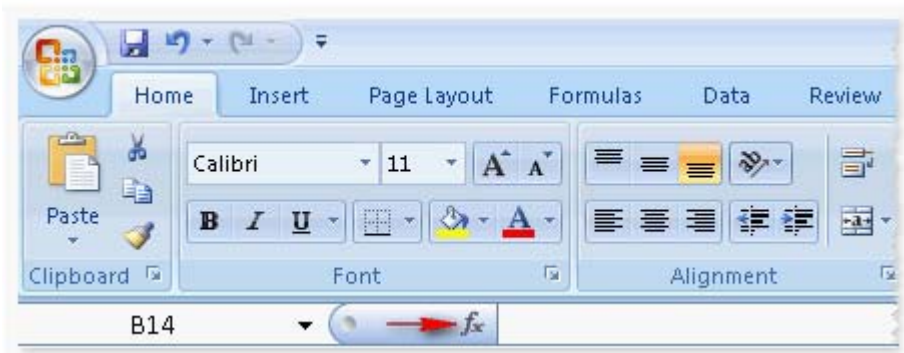 Home Insert Page Layout Formulas Data Review
Calibri 11 A A
Paste B I U A
Clipboard Font Alignment
B14 fx